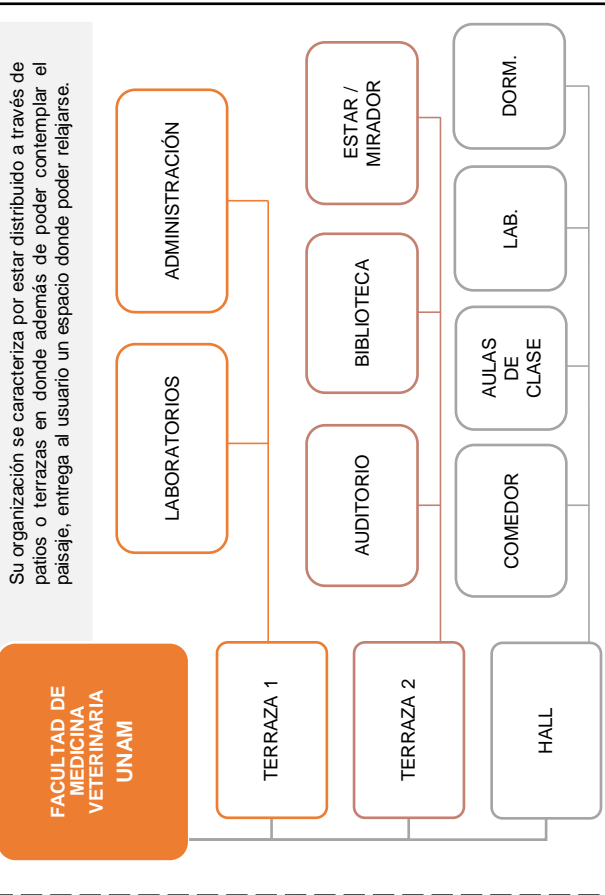 Su organización se caracteriza por estar distribuido a través de
patios o terrazas en donde además de poder contemplar el
paisaje, entrega al usuario un espacio donde poder relajarse.
FACULTAD DE
MEDICINA
VETERINARIA
UNAM
TERRAZA 1
LABORATORIOS
ADMINISTRACIÓN
TERRAZA 2
AUDITORIO
BIBLIOTECA
ESTAR /
MIRADOR
HALL
COMEDOR
AULAS
DE
CLASE
LAB.
DORM.